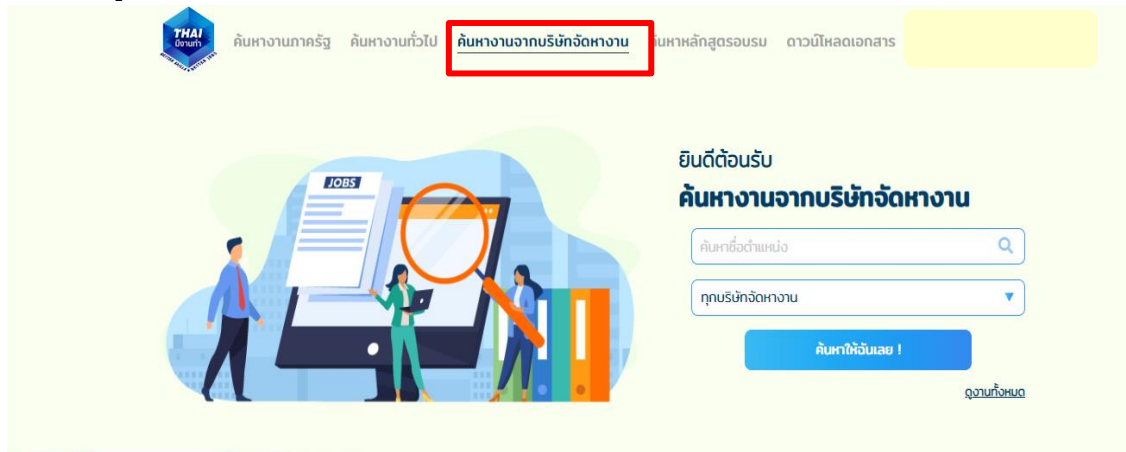 THAI
มีงานทำ
ค้นหางานภาครัฐ ค้นหางานทั่วไป ค้นหางานจากบริษัทจัดหางาน ค้นหาหลักสูตรอบรม ดาวน์โหลดเอกสาร
JOBS
ยินดีต้อนรับ
ค้นหางานจากบริษัทจัดหางาน
ค้นหาชื่อตำแหน่ง
ทุกบริษัทจัดหางาน
ค้นหาให้ฉันเลย !
ดูงานทั้งหมด